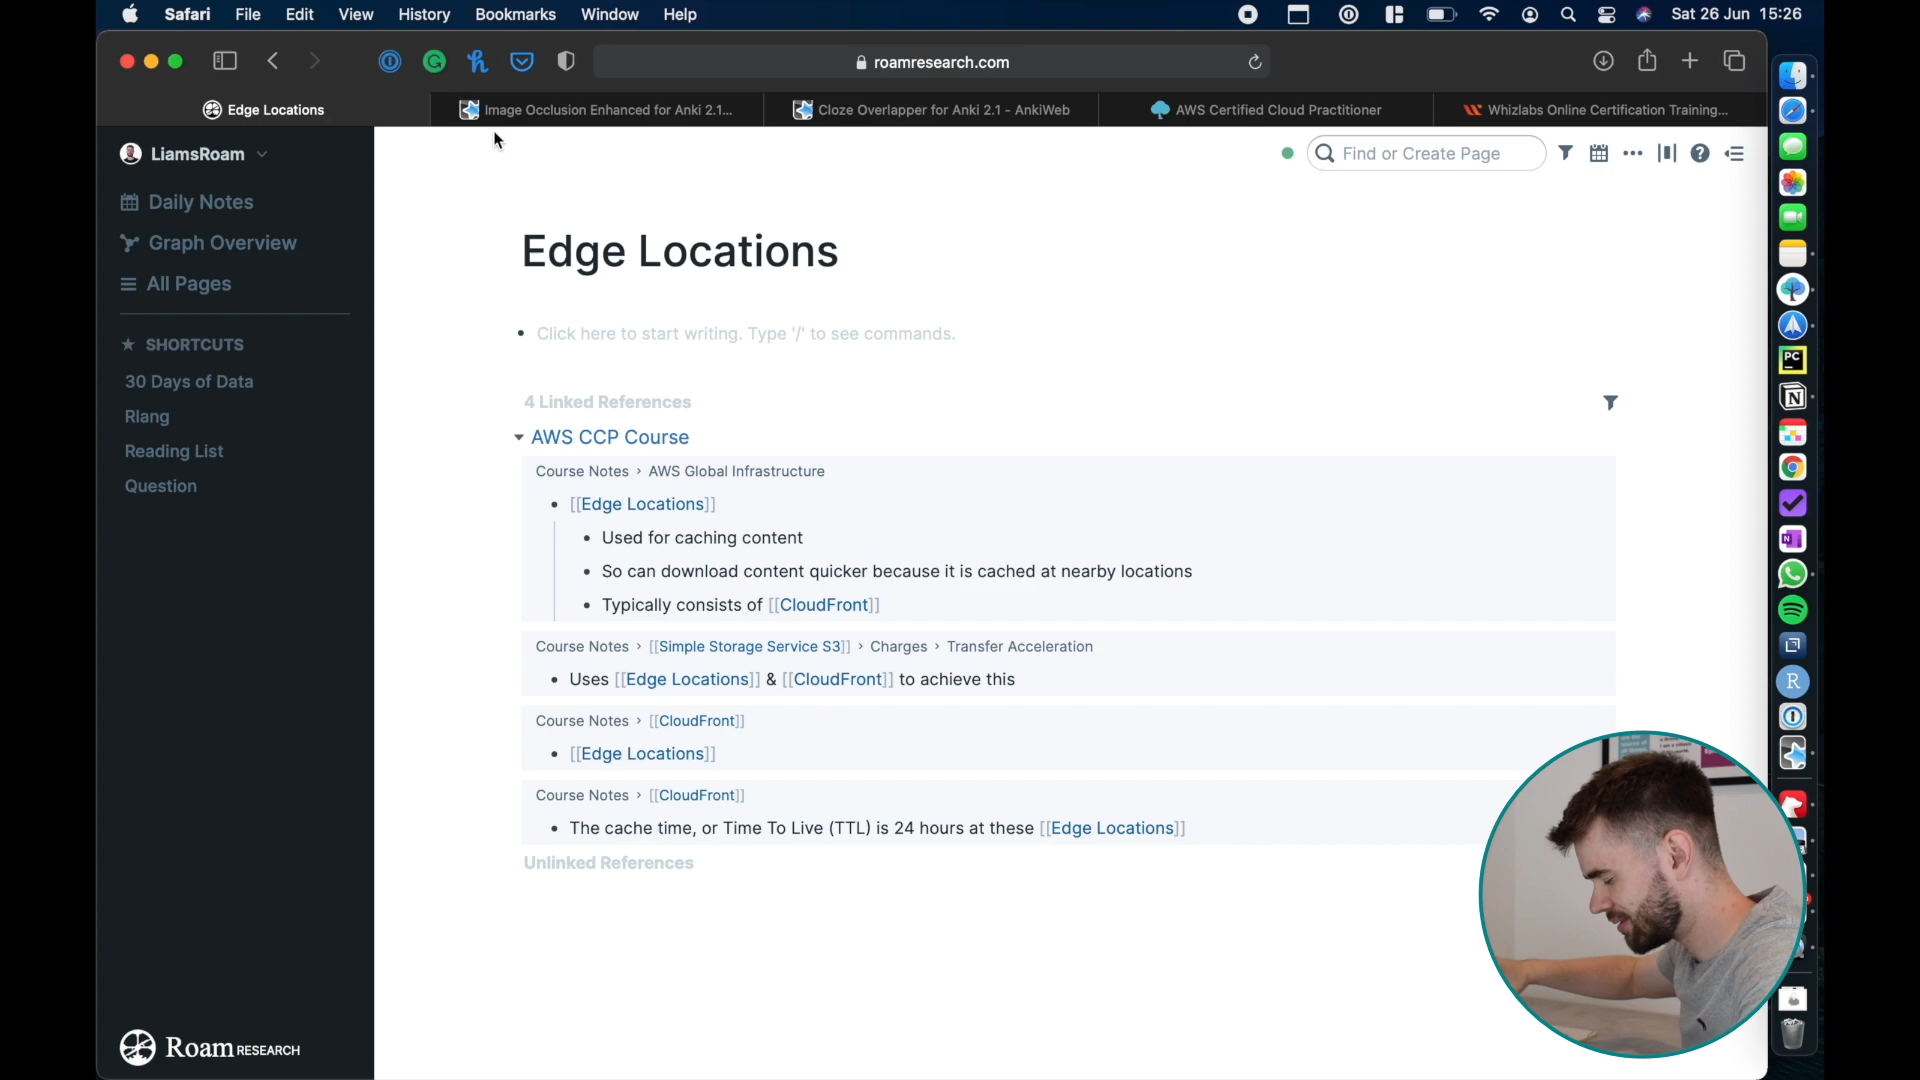 Safari File Edit View History Bookmarks Window Help Sat 26 Jun 15:26
roamresearch.com
Edge Locations
Image Occlusion Enhanced for Anki 2.1...
Cloze Overlapper for Anki 2.1 - AnkiWeb
AWS Certified Cloud Practitioner
Whizlabs Online Certification Training...
LiamsRoam
Find or Create Page
Daily Notes
Graph Overview
All Pages
SHORTCUTS
30 Days of Data
Rlang
Reading List
Question
Edge Locations
Click here to start writing. Type '/' to see commands.
4 Linked References
AWS CCP Course
Course Notes › AWS Global Infrastructure
[[Edge Locations]]
Used for caching content
So can download content quicker because it is cached at nearby locations
Typically consists of [[CloudFront]]
Course Notes › [[Simple Storage Service S3]] › Charges › Transfer Acceleration
Uses [[Edge Locations]] & [[CloudFront]] to achieve this
Course Notes › [[CloudFront]]
[[Edge Locations]]
Course Notes › [[CloudFront]]
The cache time, or Time To Live (TTL) is 24 hours at these [[Edge Locations]]
Unlinked References
Roam RESEARCH
PC
N
N
R